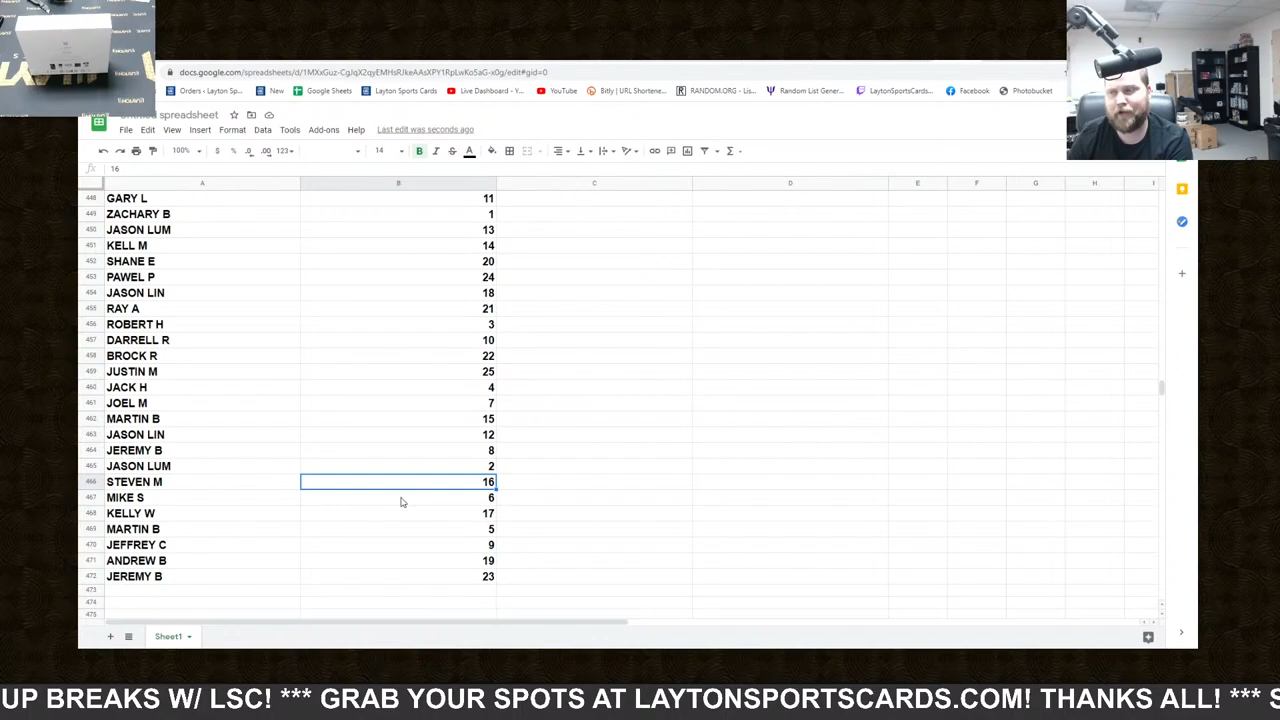 docs.google.com/spreadsheets/d/1MXxGuz-CgJqX2qyEMHsRJkeAAsXPY1RpLwKo5aG-x0g/edit#gid=0
Orders ‹ Layton Sp... New Google Sheets Layton Sports Cards Live Dashboard - Y... YouTube Bitly | URL Shortene... RANDOM.ORG - Lis... Random List Gener... LaytonSportsCards... Facebook Photobucket
spreadsheet
File Edit View Insert Format Data Tools Add-ons Help Last edit was seconds ago
100% $ % .0 .00 123 14 B I S A
fx 16
A B C D E F G H I
448 GARY L 11
449 ZACHARY B 1
450 JASON LUM 13
451 KELL M 14
452 SHANE E 20
453 PAWEL P 24
454 JASON LIN 18
455 RAY A 21
456 ROBERT H 3
457 DARRELL R 10
458 BROCK R 22
459 JUSTIN M 25
460 JACK H 4
461 JOEL M 7
462 MARTIN B 15
463 JASON LIN 12
464 JEREMY B 8
465 JASON LUM 2
466 STEVEN M 16
467 MIKE S 6
468 KELLY W 17
469 MARTIN B 5
470 JEFFREY C 9
471 ANDREW B 19
472 JEREMY B 23
473
474
475
Sheet1
UP BREAKS W/ LSC! *** GRAB YOUR SPOTS AT LAYTONSPORTSCARDS.COM! THANKS ALL! *** S